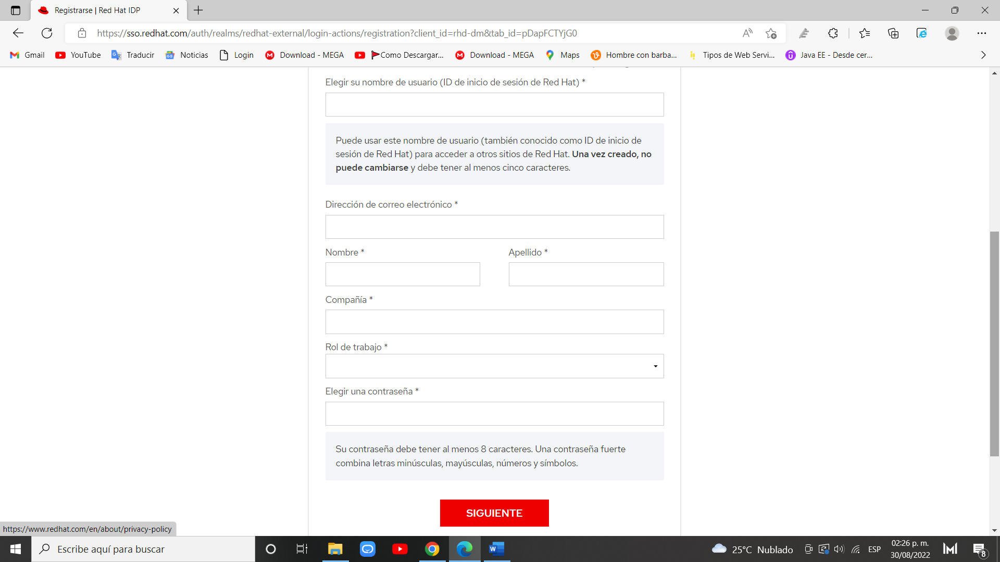 Registrarse | Red Hat IDP
https://sso.redhat.com/auth/realms/redhat-external/login-actions/registration?client_id=rhd-dm&tab_id=pDapFCTYjG0
Gmail YouTube Traducir Noticias Login Download - MEGA Como Descargar... Download - MEGA Maps Hombre con barba... Tipos de Web Servi... Java EE - Desde cer...
Elegir su nombre de usuario (ID de inicio de sesión de Red Hat) *
Puede usar este nombre de usuario (también conocido como ID de inicio de
sesión de Red Hat) para acceder a otros sitios de Red Hat. Una vez creado, no
puede cambiarse y debe tener al menos cinco caracteres.
Dirección de correo electrónico *
Nombre * Apellido *
Compañía *
Rol de trabajo *
Elegir una contraseña *
Su contraseña debe tener al menos 8 caracteres. Una contraseña fuerte
combina letras minúsculas, mayúsculas, números y símbolos.
SIGUIENTE
https://www.redhat.com/en/about/privacy-policy
Escribe aquí para buscar
25°C Nublado
ESP
02:26 p. m.
30/08/2022
8